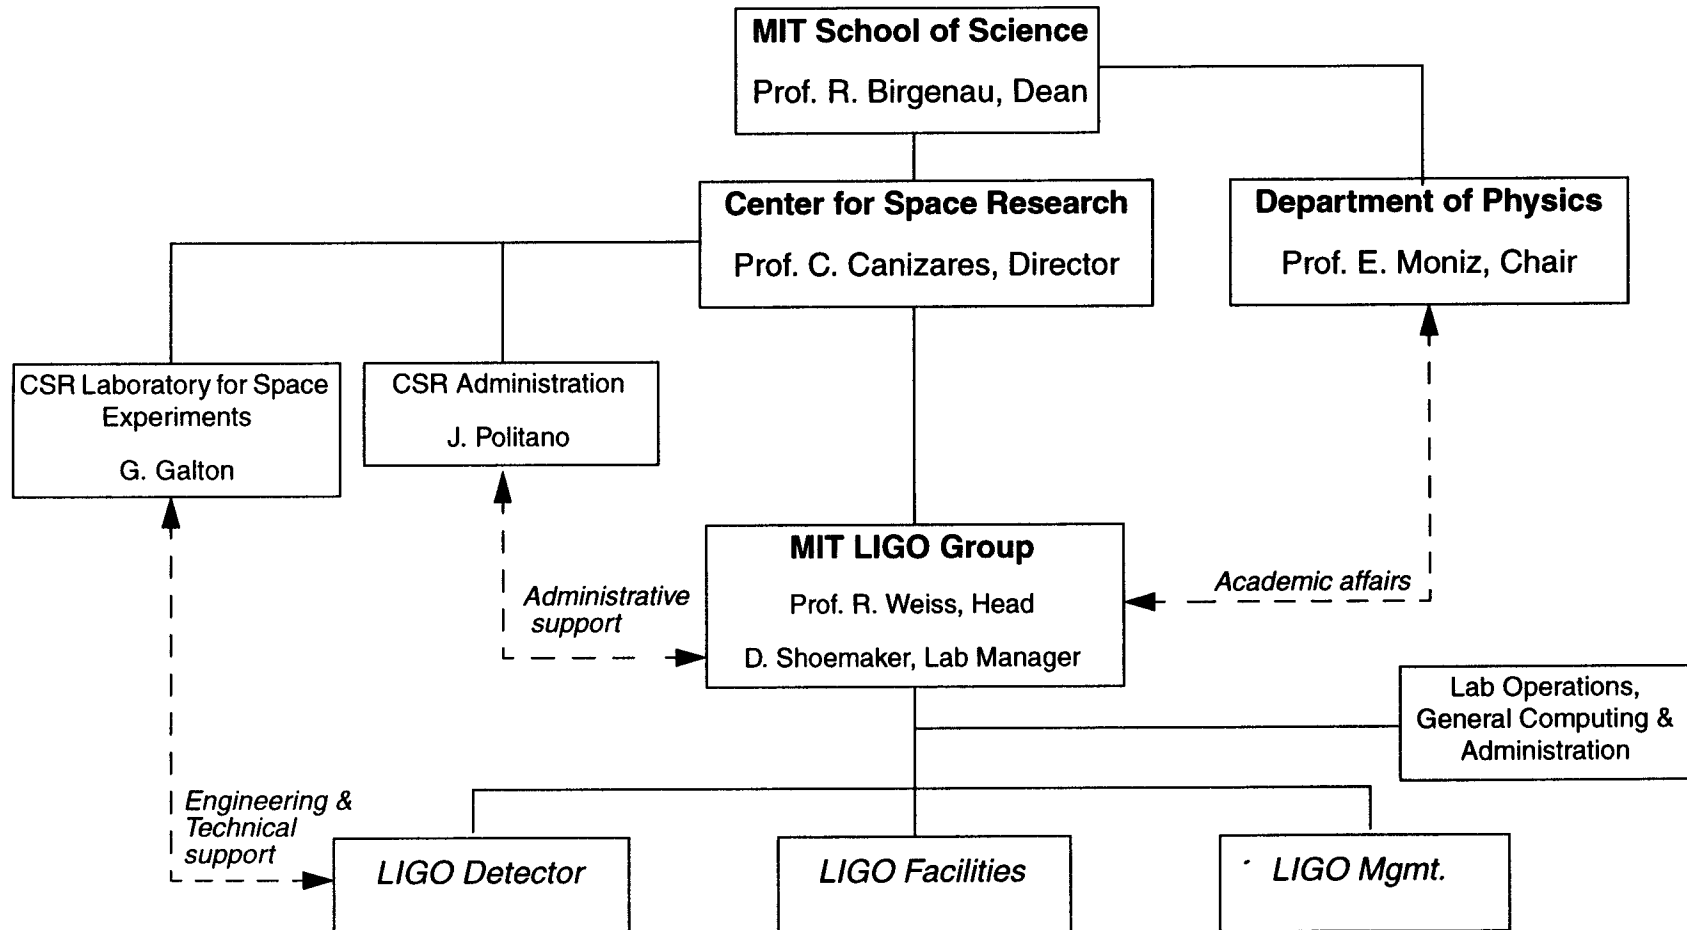 MIT School of Science
Prof. R. Birgenau, Dean
Center for Space Research
Prof. C. Canizares, Director
Department of Physics
Prof. E. Moniz, Chair
CSR Laboratory for Space
Experiments
G. Galton
CSR Administration
J. Politano
MIT LIGO Group
Prof. R. Weiss, Head
D. Shoemaker, Lab Manager
Administrative
support
Academic affairs
Lab Operations,
General Computing &
Administration
Engineering &
Technical
support
LIGO Detector
LIGO Facilities
LIGO Mgmt.